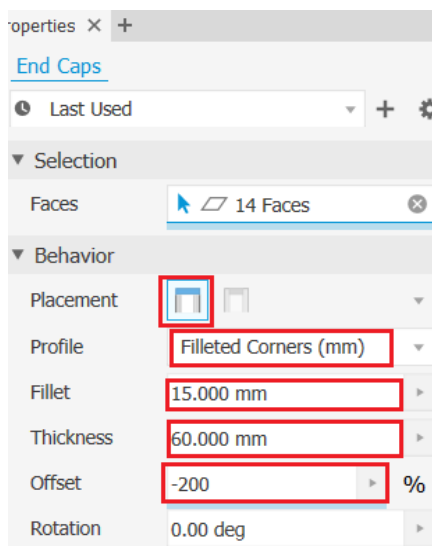 roperties × +
End Caps
Last Used
Selection
Faces 14 Faces
Behavior
Placement
Profile Filleted Corners (mm)
Fillet 15.000 mm
Thickness 60.000 mm
Offset -200 %
Rotation 0.00 deg